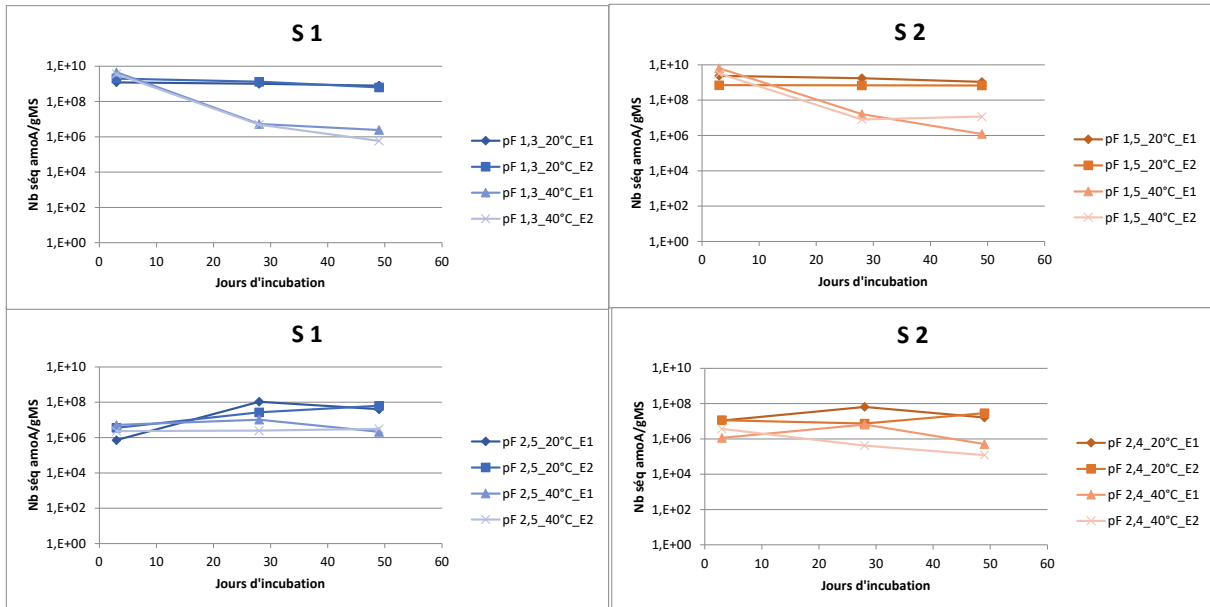 S 1
Nb séq amoA/gMS
1,E+10
1,E+08
1,E+06
1,E+04
1,E+02
1,E+00
0 10 20 30 40 50 60
Jours d'incubation
pF 1,3_20°C_E1
pF 1,3_20°C_E2
pF 1,3_40°C_E1
pF 1,3_40°C_E2
S 2
Nb séq amoA/gMS
1,E+10
1,E+08
1,E+06
1,E+04
1,E+02
1,E+00
0 10 20 30 40 50 60
Jours d'incubation
pF 1,5_20°C_E1
pF 1,5_20°C_E2
pF 1,5_40°C_E1
pF 1,5_40°C_E2
S 1
Nb séq amoA/gMS
1,E+10
1,E+08
1,E+06
1,E+04
1,E+02
1,E+00
0 10 20 30 40 50 60
Jours d'incubation
pF 2,5_20°C_E1
pF 2,5_20°C_E2
pF 2,5_40°C_E1
pF 2,5_40°C_E2
S 2
Nb séq amoA/gMS
1,E+10
1,E+08
1,E+06
1,E+04
1,E+02
1,E+00
0 10 20 30 40 50 60
Jours d'incubation
pF 2,4_20°C_E1
pF 2,4_20°C_E2
pF 2,4_40°C_E1
pF 2,4_40°C_E2